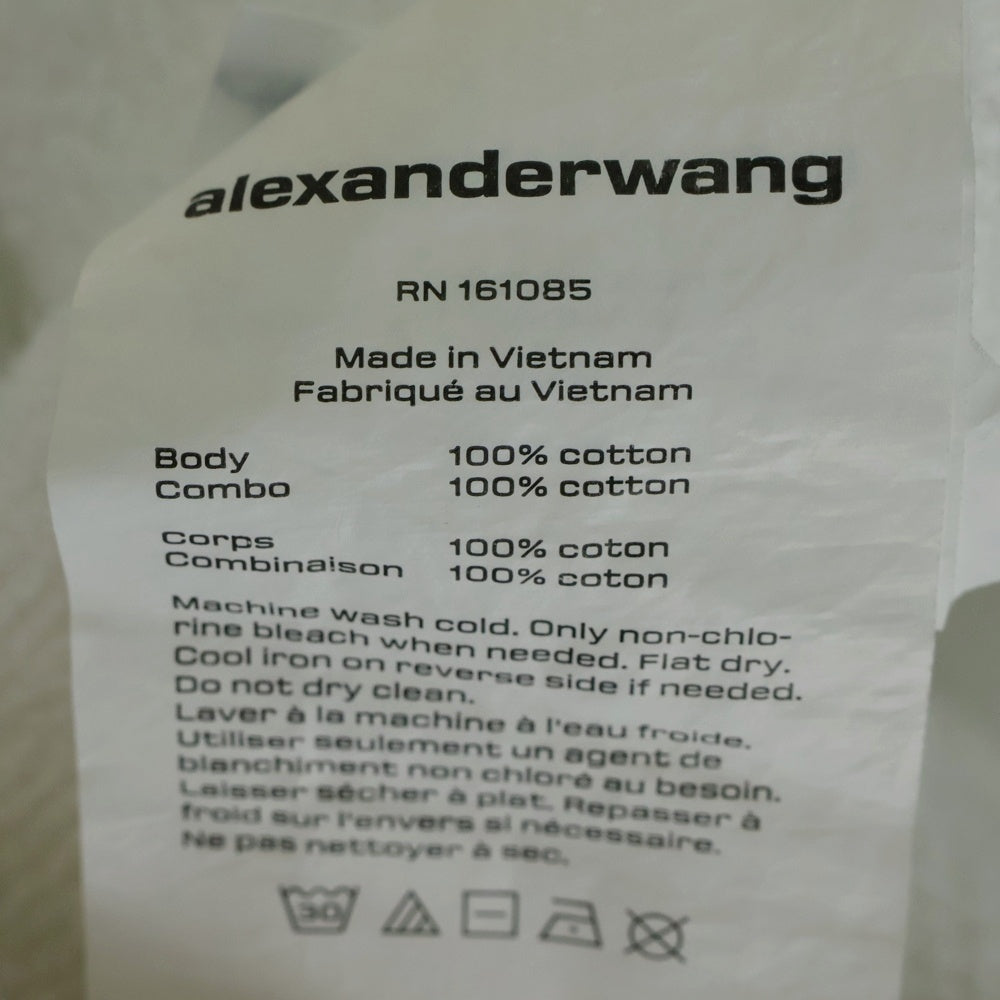 alexanderwang
RN 161085
Made in Vietnam
Fabriqué au Vietnam
Body 100% cotton
Combo 100% cotton
Corps 100% coton
Combinaison 100% coton
Machine wash cold. Only non-chlo-
rine bleach when needed. Flat dry.
Cool iron on reverse side if needed.
Do not dry clean.
Laver à la machine à l'eau froide.
Utiliser seulement un agent de
blanchiment non chloré au besoin.
Laisser sécher à plat. Repasser à
froid sur l'envers si nécessaire.
Ne pas nettoyer à sec.
30